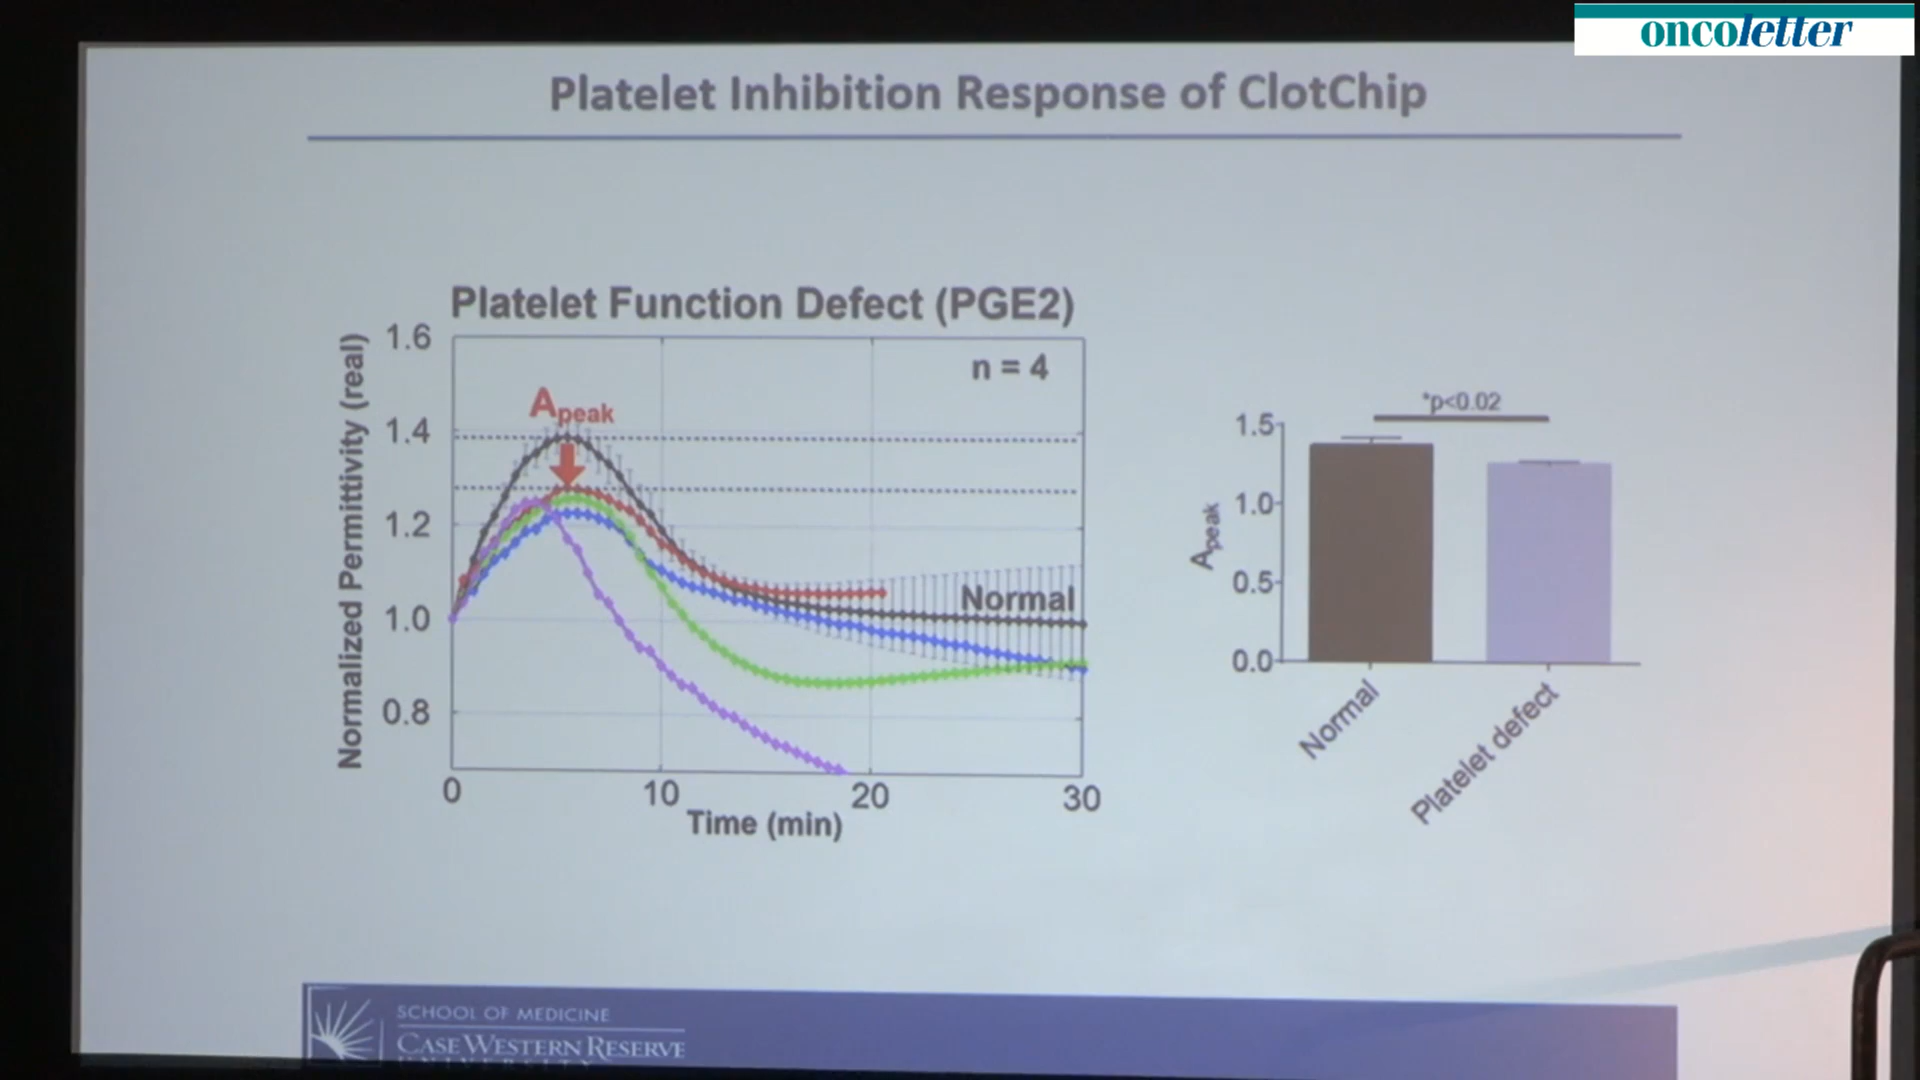 oncoletter
Platelet Inhibition Response of ClotChip
Platelet Function Defect (PGE2)
Normalized Permittivity (real)
1.6
1.4
1.2
1.0
0.8
n = 4
Apeak
Normal
0
10
20
30
Time (min)
*p<0.02
Apeak
1.5
1.0
0.5
0.0
Normal
Platelet defect
SCHOOL OF MEDICINE
CASE WESTERN RESERVE
UNIVERSITY